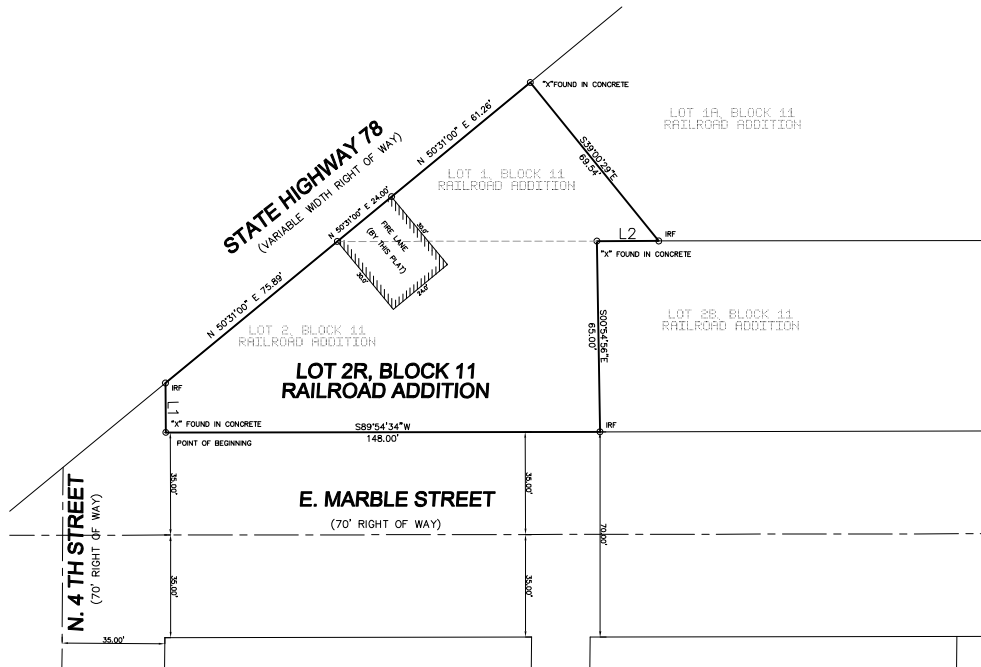 "X"FOUND IN CONCRETE
LOT 1A, BLOCK 11
RAILROAD ADDITION
N 50°31'00" E 61.26'
S39°00'29"E
69.54'
STATE HIGHWAY 78
(VARIABLE WIDTH RIGHT OF WAY)
LOT 1, BLOCK 11
RAILROAD ADDITION
N 50°31'00" E 24.00'
30.0'
FIRE LANE
(BY THIS PLAT)
30.0'
24.0'
L2
IRF
"X" FOUND IN CONCRETE
N 50°31'00" E 75.89'
LOT 2, BLOCK 11
RAILROAD ADDITION
S00°54'56"E
65.00'
LOT 2B, BLOCK 11
RAILROAD ADDITION
LOT 2R, BLOCK 11
RAILROAD ADDITION
IRF
L1
"X" FOUND IN CONCRETE
S89°54'34"W
148.00'
IRF
POINT OF BEGINNING
35.00'
35.00'
E. MARBLE STREET
(70' RIGHT OF WAY)
70.00'
N. 4 TH STREET
(70' RIGHT OF WAY)
35.00'
35.00'
35.00'